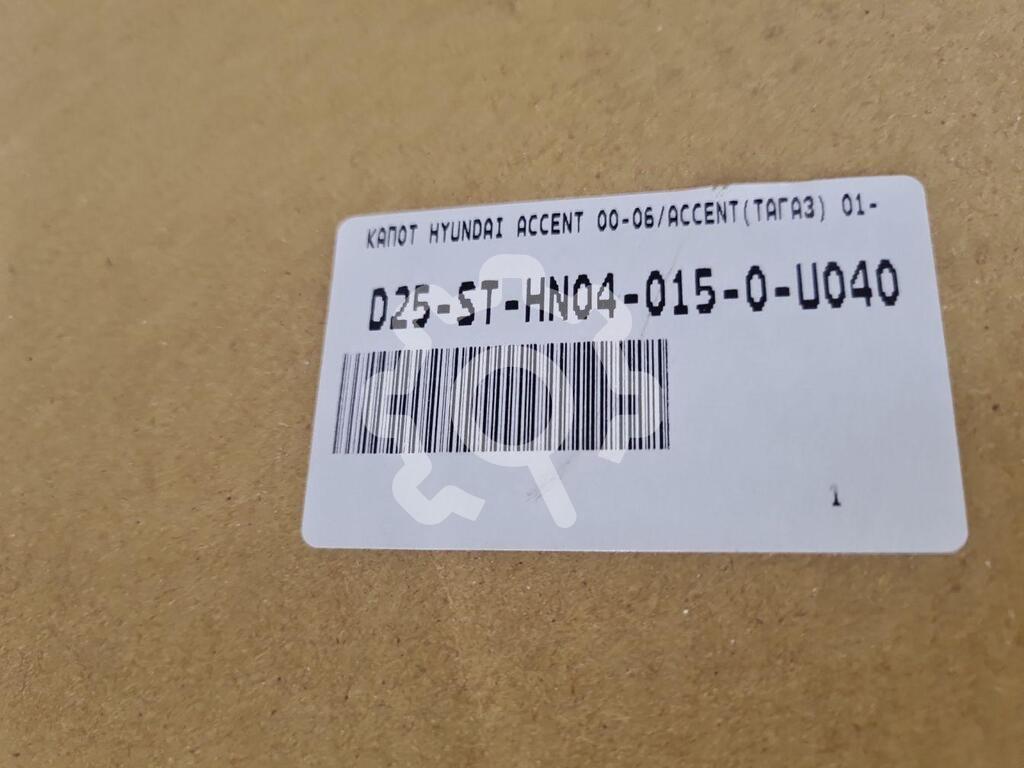 КАПОТ HYUNDAI ACCENT 00-06/ACCENT(ТАГАЗ) 01-
D25-ST-HN04-015-0-U040
1